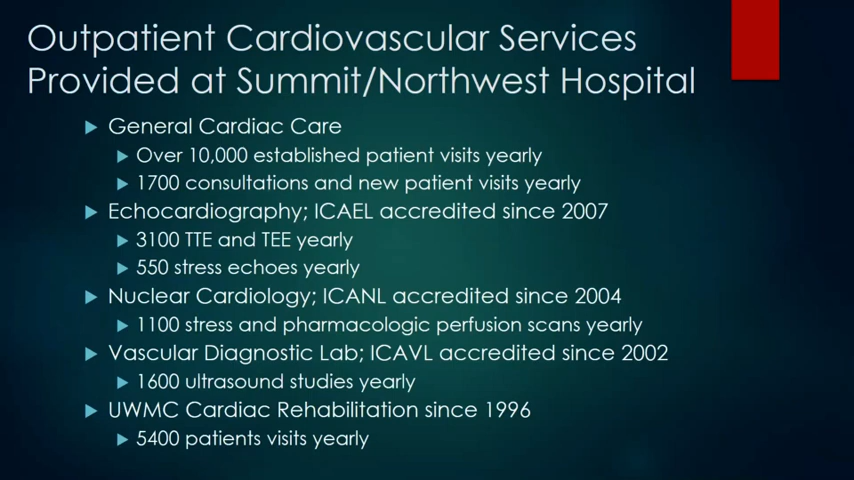 Outpatient Cardiovascular Services
Provided at Summit/Northwest Hospital
General Cardiac Care
Over 10,000 established patient visits yearly
1700 consultations and new patient visits yearly
Echocardiography; ICAEL accredited since 2007
3100 TTE and TEE yearly
550 stress echoes yearly
Nuclear Cardiology; ICANL accredited since 2004
1100 stress and pharmacologic perfusion scans yearly
Vascular Diagnostic Lab; ICAVL accredited since 2002
1600 ultrasound studies yearly
UWMC Cardiac Rehabilitation since 1996
5400 patients visits yearly